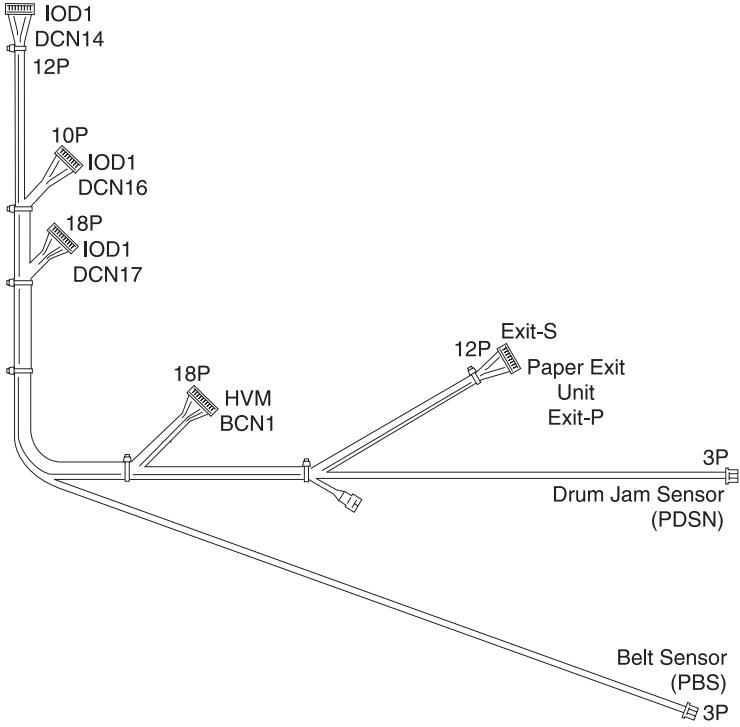 IOD1
DCN14
12P
10P
IOD1
DCN16
18P
IOD1
DCN17
18P
HVM
BCN1
Exit-S
12P
Paper Exit
Unit
Exit-P
3P
Drum Jam Sensor
(PDSN)
Belt Sensor
(PBS)
3P